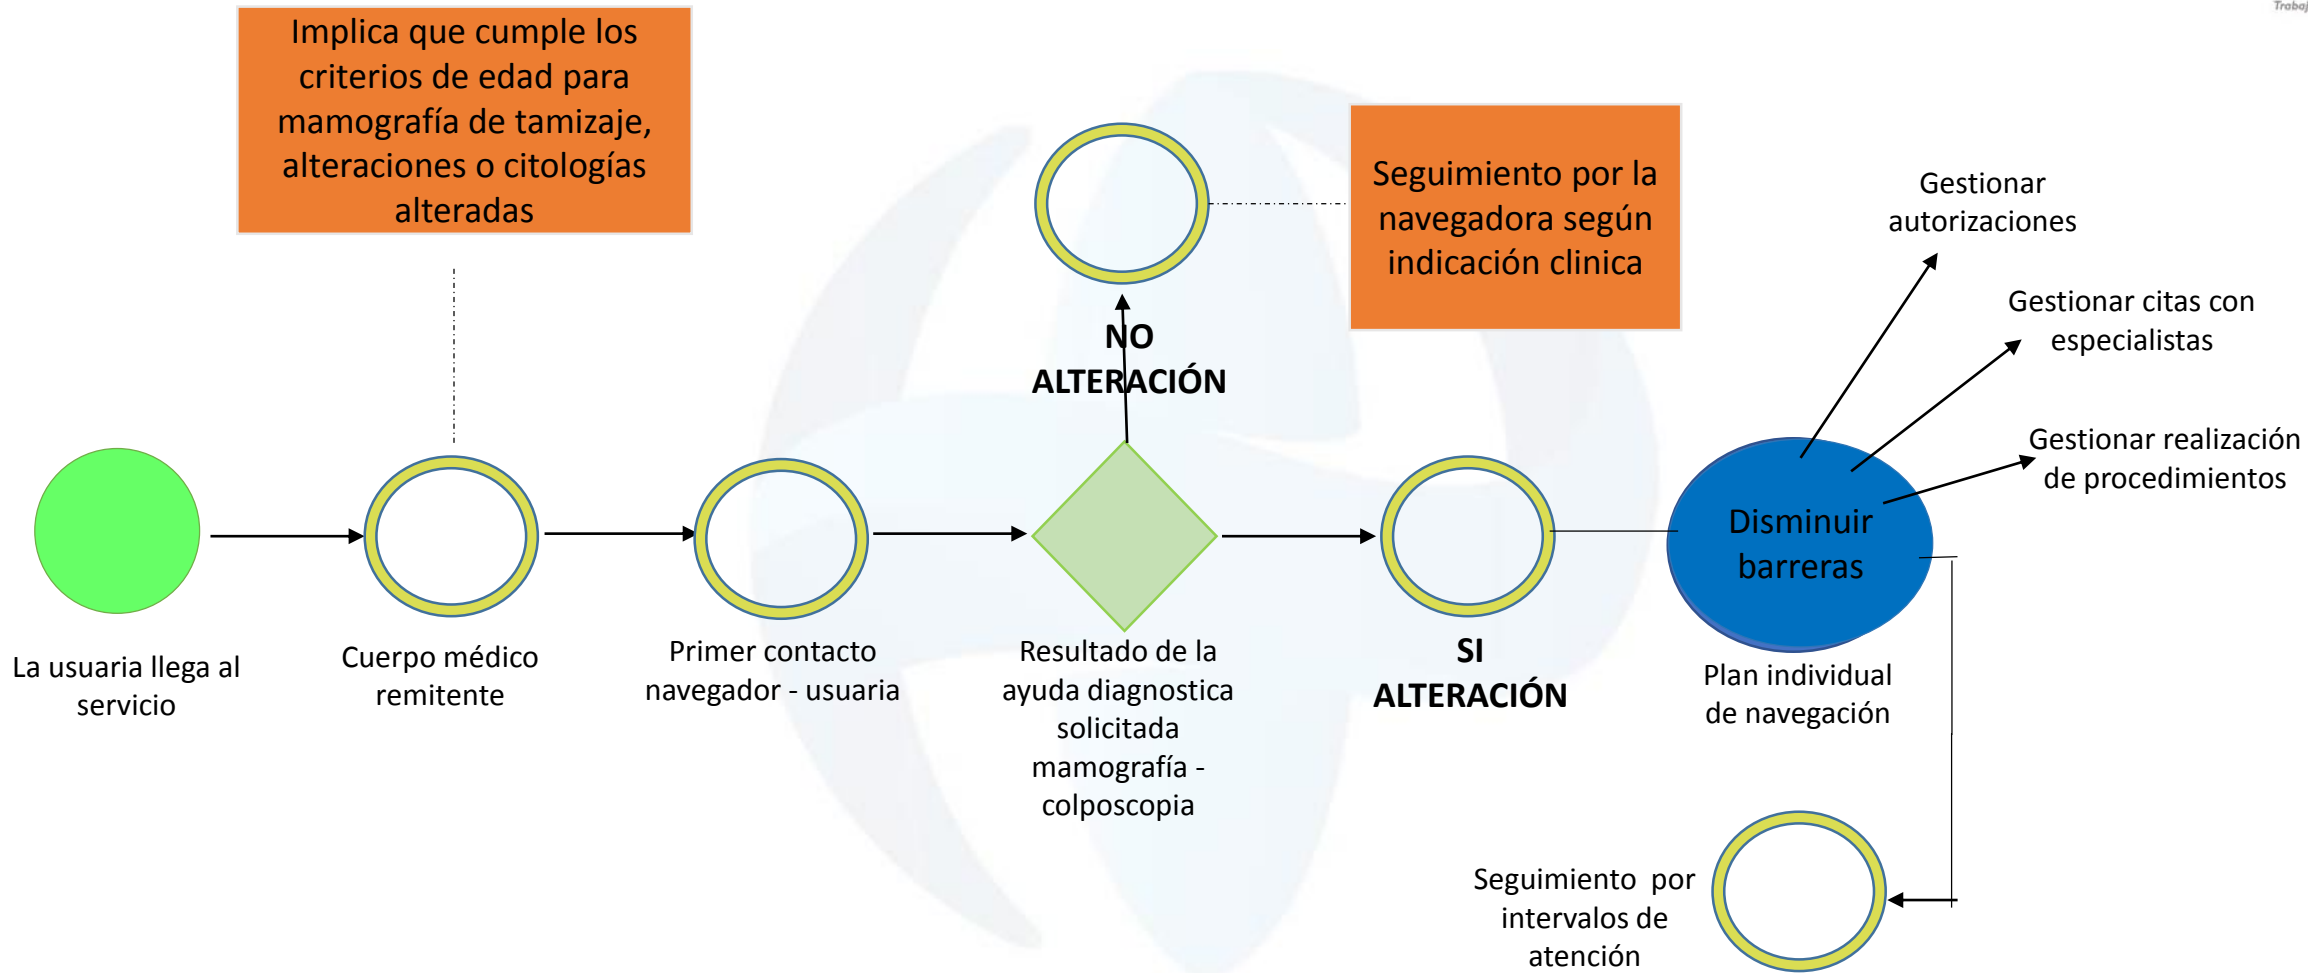 Trabaj
Implica que cumple los
criterios de edad para
mamografía de tamizaje,
alteraciones o citologías
alteradas
Seguimiento por la
navegadora según
indicación clinica
Gestionar
autorizaciones
Gestionar citas con
especialistas
Gestionar realización
de procedimientos
NO
ALTERACIÓN
Disminuir
barreras
La usuaria llega al
servicio
Cuerpo médico
remitente
Primer contacto
navegador - usuaria
Resultado de la
ayuda diagnostica
solicitada
mamografía -
colposcopia
SI
ALTERACIÓN
Plan individual
de navegación
Seguimiento por
intervalos de
atención